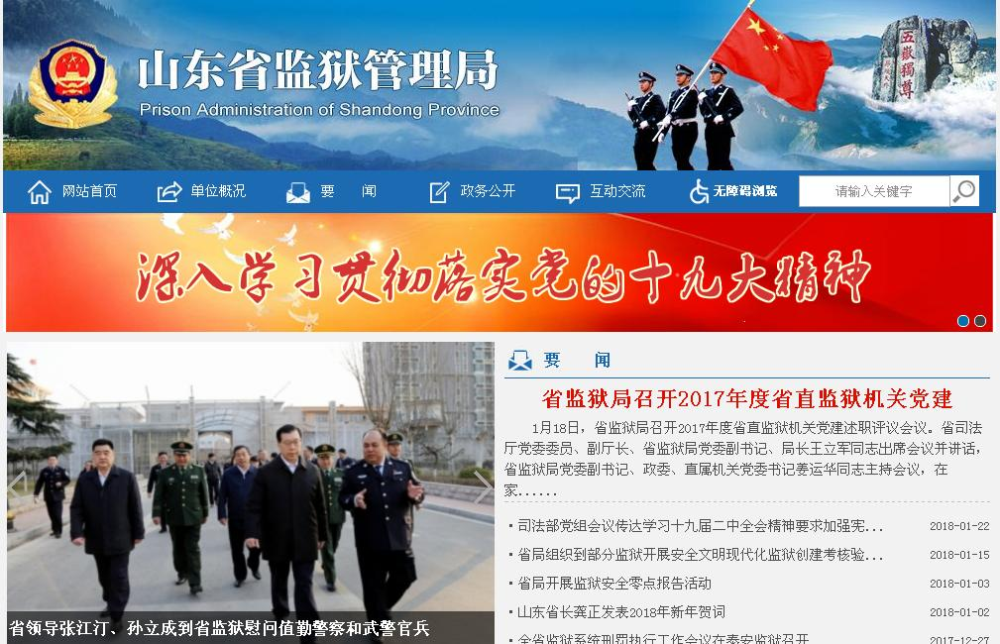 山东省监狱管理局
Prison Administration of Shandong Province
五嶽獨尊
网站首页
单位概况
要 闻
政务公开
互动交流
无障碍浏览
请输入关键字
深入学习贯彻落实党的十九大精神
要 闻
省监狱局召开2017年度省直监狱机关党建
1月18日，省监狱局召开2017年度省直监狱机关党建述职评议会议。省司法
厅党委委员、副厅长、省监狱局党委副书记、局长王立军同志出席会议并讲话，
省监狱局党委副书记、政委、直属机关党委书记姜运华同志主持会议，在
家......
·司法部党组会议传达学习十九届二中全会精神要求加强宪... 2018-01-22
·省局组织到部分监狱开展安全文明现代化监狱创建考核验... 2018-01-15
·省局开展监狱安全零点报告活动 2018-01-03
·山东省长龚正发表2018年新年贺词 2018-01-02
·全省监狱系统刑罚执行工作会议在泰安监狱召开 2017-12-27
省领导张江汀、孙立成到省监狱慰问值勤警察和武警官兵